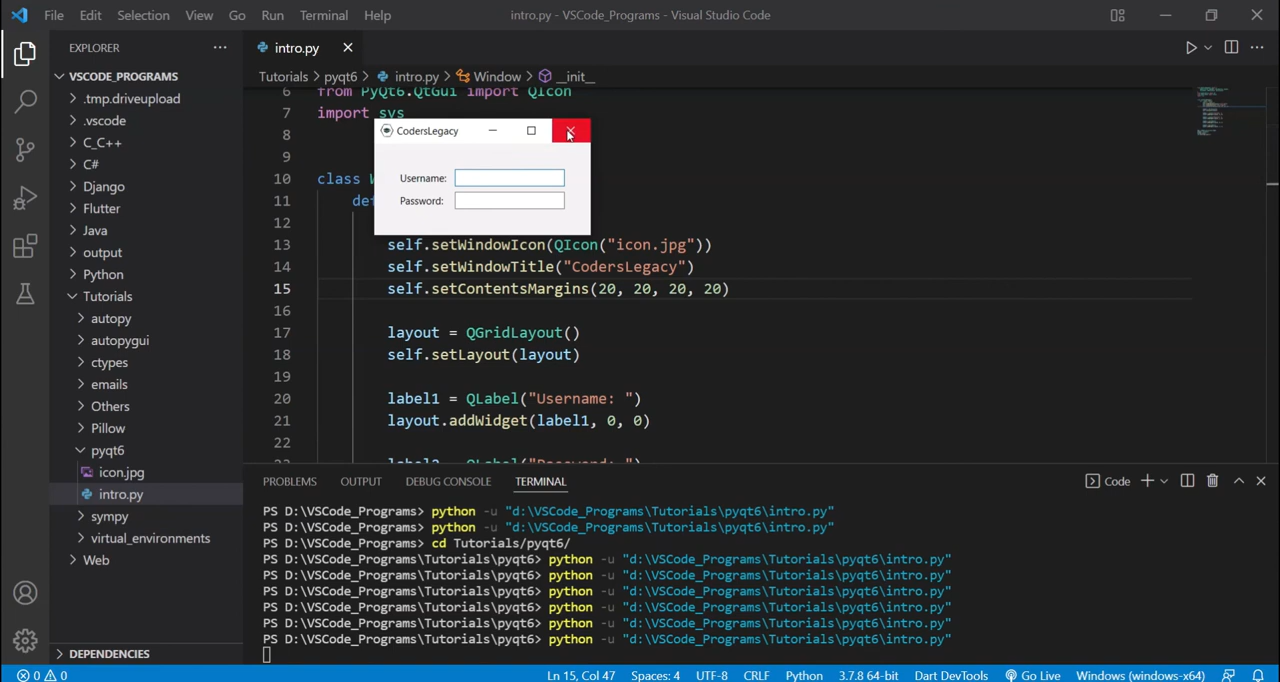 File Edit Selection View Go Run Terminal Help intro.py - VSCode_Programs - Visual Studio Code
EXPLORER
intro.py
VSCODE_PROGRAMS
.tmp.driveupload
.vscode
C_C++
C#
Django
Flutter
Java
output
Python
Tutorials
autopy
autopygui
ctypes
emails
Others
Pillow
pyqt6
icon.jpg
intro.py
sympy
virtual_environments
Web
DEPENDENCIES
Tutorials > pyqt6 > intro.py > Window > __init__
6 from PyQt6.QtGui import QIcon
7 import sys
8
9
10 class
11 def
12
13 self.setWindowIcon(QIcon("icon.jpg"))
14 self.setWindowTitle("CodersLegacy")
15 self.setContentsMargins(20, 20, 20, 20)
16
17 layout = QGridLayout()
18 self.setLayout(layout)
19
20 label1 = QLabel("Username: ")
21 layout.addWidget(label1, 0, 0)
22
23 label2 = QLabel("Password: ")
CodersLegacy
Username:
Password:
PROBLEMS OUTPUT DEBUG CONSOLE TERMINAL Code
PS D:\VSCode_Programs> python -u "d:\VSCode_Programs\Tutorials\pyqt6\intro.py"
PS D:\VSCode_Programs> python -u "d:\VSCode_Programs\Tutorials\pyqt6\intro.py"
PS D:\VSCode_Programs> cd Tutorials/pyqt6/
PS D:\VSCode_Programs\Tutorials\pyqt6> python -u "d:\VSCode_Programs\Tutorials\pyqt6\intro.py"
PS D:\VSCode_Programs\Tutorials\pyqt6> python -u "d:\VSCode_Programs\Tutorials\pyqt6\intro.py"
PS D:\VSCode_Programs\Tutorials\pyqt6> python -u "d:\VSCode_Programs\Tutorials\pyqt6\intro.py"
PS D:\VSCode_Programs\Tutorials\pyqt6> python -u "d:\VSCode_Programs\Tutorials\pyqt6\intro.py"
PS D:\VSCode_Programs\Tutorials\pyqt6> python -u "d:\VSCode_Programs\Tutorials\pyqt6\intro.py"
PS D:\VSCode_Programs\Tutorials\pyqt6> python -u "d:\VSCode_Programs\Tutorials\pyqt6\intro.py"
0 0 Ln 15, Col 47 Spaces: 4 UTF-8 CRLF Python 3.7.8 64-bit Dart DevTools Go Live Windows (windows-x64)